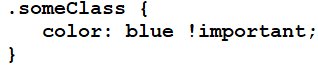 .someClass {
   color: blue !important;
}